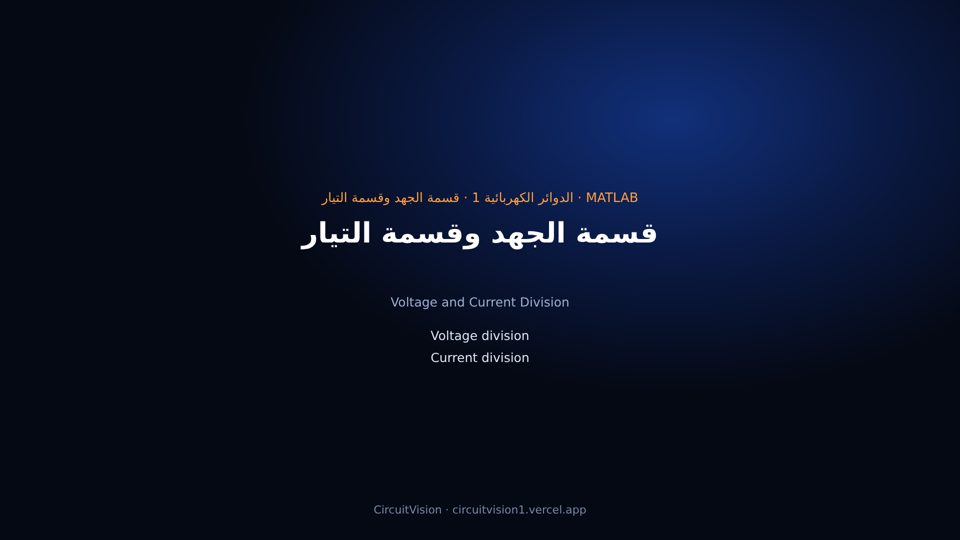 MATLAB · الدوائر الكهربائية 1 · قسمة الجهد وقسمة التيار
قسمة الجهد وقسمة التيار
Voltage and Current Division
Voltage division
Current division
CircuitVision · circuitvision1.vercel.app